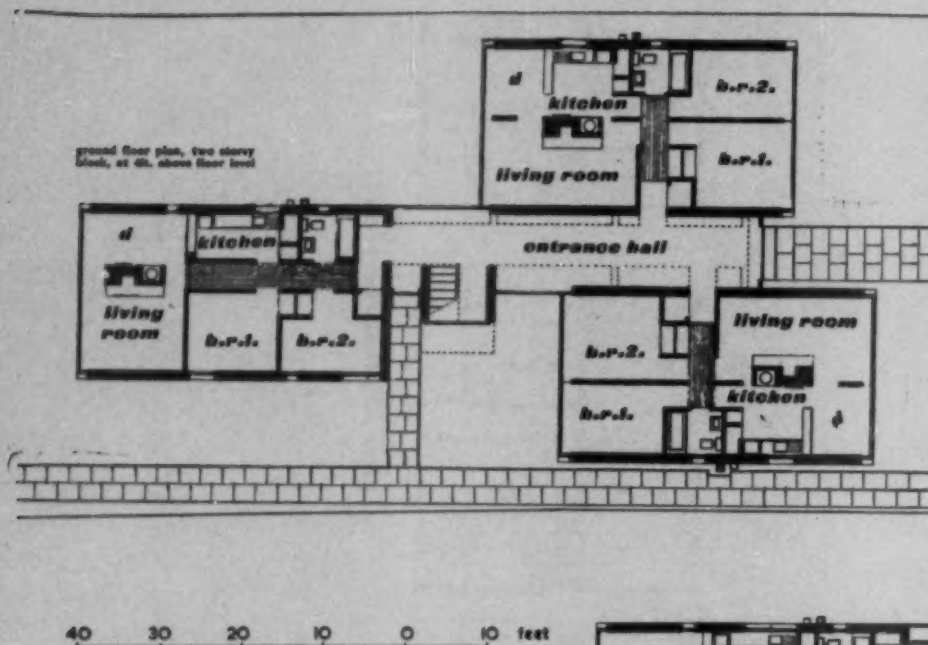 ground floor plan, two storey
block, at 4ft. above floor level
d
kitchen
living room
b.r.2.
b.r.1.
entrance hall
d
kitchen
living
room
b.r.1.
b.r.2.
living room
b.r.2.
kitchen
b.r.1.
d
40 30 20 10 0 10 feet